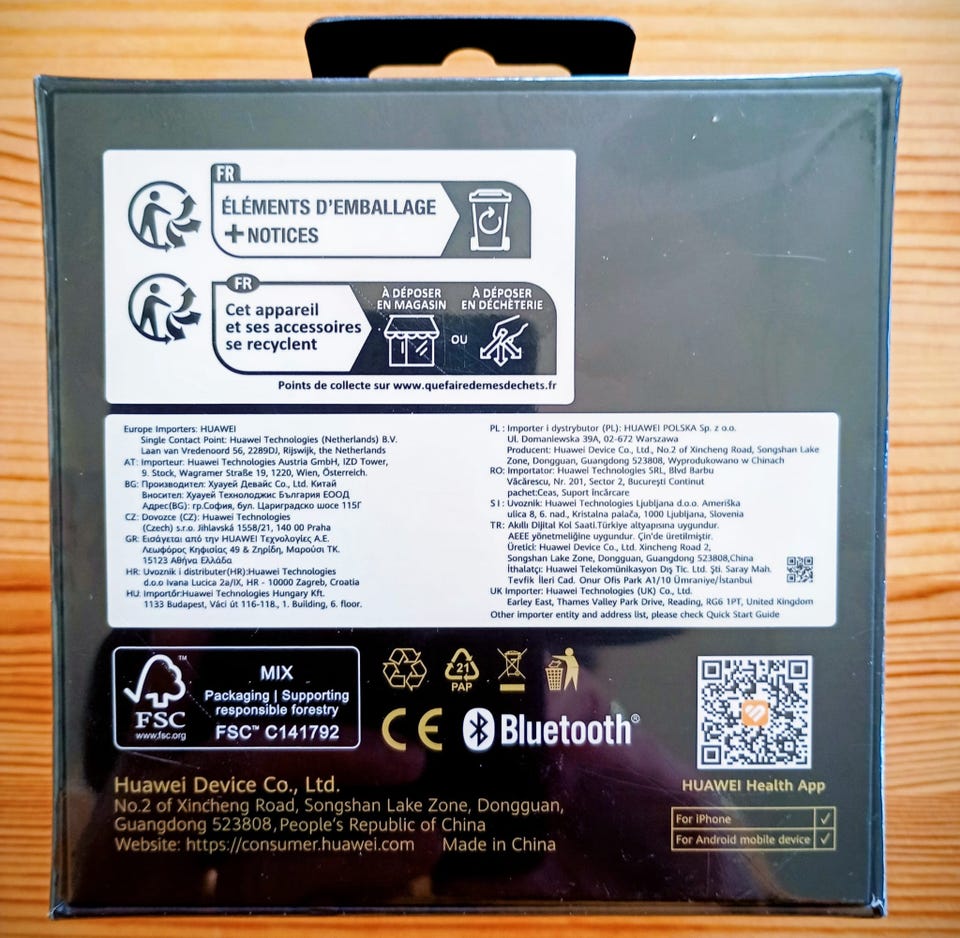 FR
ÉLÉMENTS D'EMBALLAGE
+NOTICES
FR
Cet appareil
et ses accessoires
se recyclent
À DÉPOSER
EN MAGASIN
OU
À DÉPOSER
EN DÉCHÈTERIE
Points de collecte sur www.quefairedemesdechets.fr
Europe Importers: HUAWEI
Single Contact Point: Huawei Technologies (Netherlands) B.V.
Laan van Vredenoord 56, 2289DJ, Rijswijk, the Netherlands
AT: Importeur: Huawei Technologies Austria GmbH, IZD Tower,
9. Stock, Wagramer Straße 19, 1220, Wien, Österreich.
BG: Производител: Хуауей Девайс Co., Ltd. Китай
Вносител: Хуауей Технолоджис България ЕООД
Адрес(BG): гр.София, бул. Цариградско шосе 115Г
CZ: Dovozce (CZ): Huawei Technologies
(Czech) s.r.o. Jihlavská 1558/21, 140 00 Praha
GR: Εισάγεται από την HUAWEI Τεχνολογίες Α.Ε.
Λεωφόρος Κηφισίας 49 & Ζηρίδη, Μαρούσι ΤΚ.
15123 Αθήνα Ελλάδα
HR: Uvoznik i distributer(HR):Huawei Technologies
d.o.o Ivana Lucica 2a/IX, HR - 10000 Zagreb, Croatia
HU: Importőr:Huawei Technologies Hungary Kft.
1133 Budapest, Váci út 116-118., 1. Building, 6. floor.
PL : Importer i dystrybutor (PL): HUAWEI POLSKA Sp. z o.o.
Ul. Domaniewska 39A, 02-672 Warszawa
Producent: Huawei Device Co., Ltd., No.2 of Xincheng Road, Songshan Lake
Zone, Dongguan, Guangdong 523808, Wyprodukowano w Chinach
RO: Importator: Huawei Technologies SRL, Blvd Barbu
Văcărescu, Nr. 201, Sector 2, București Continut
pachet:Ceas, Suport încărcare
SI : Uvoznik: Huawei Technologies Ljubljana d.o.o. Ameriška
ulica 8, 6. nad., Kristalna palača, 1000 Ljubljana, Slovenia
TR: Akıllı Dijital Kol Saati.Türkiye altyapısına uygundur.
AEEE yönetmeliğine uygundur. Çin'de üretilmiştir.
Üretici: Huawei Device Co., Ltd. Xincheng Road 2,
Songshan Lake Zone, Dongguan, Guangdong 523808,China
İthalatçı: Huawei Telekomünikasyon Dış Tic. Ltd. Şti. Saray Mah.
Tevfik İleri Cad. Onur Ofis Park A1/10 Ümraniye/İstanbul
UK Importer: Huawei Technologies (UK) Co., Ltd.
Earley East, Thames Valley Park Drive, Reading, RG6 1PT, United Kingdom
Other importer entity and address list, please check Quick Start Guide
FSC
www.fsc.org
MIX
Packaging | Supporting
responsible forestry
FSC™ C141792
21
PAP
CE
Bluetooth®
HUAWEI Health App
For iPhone ✓
For Android mobile device ✓
Huawei Device Co., Ltd.
No.2 of Xincheng Road, Songshan Lake Zone, Dongguan,
Guangdong 523808, People's Republic of China
Website: https://consumer.huawei.com Made in China